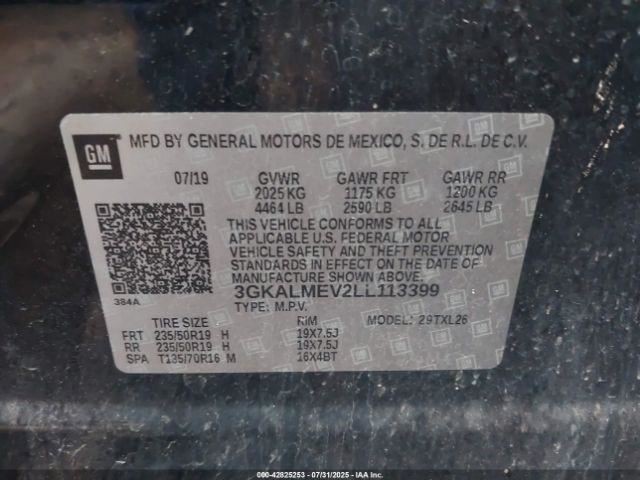 GM
MFD BY GENERAL MOTORS DE MEXICO, S. DE R.L. DE C.V.
07/19 GVWR GAWR FRT GAWR RR
2025 KG 1175 KG 1200 KG
4464 LB 2590 LB 2645 LB
THIS VEHICLE CONFORMS TO ALL
APPLICABLE U.S. FEDERAL MOTOR
VEHICLE SAFETY AND THEFT PREVENTION
STANDARDS IN EFFECT ON THE DATE OF
MANUFACTURE SHOWN ABOVE.
384A
3GKALMEV2LL113399
TYPE: M.P.V.
TIRE SIZE RIM MODEL: 29TXL26
FRT 235/50R19 H 19X7.5J
RR 235/50R19 H 19X7.5J
SPA T135/70R16 M 16X4BT
000-42825253 - 07/31/2025 - IAA Inc.